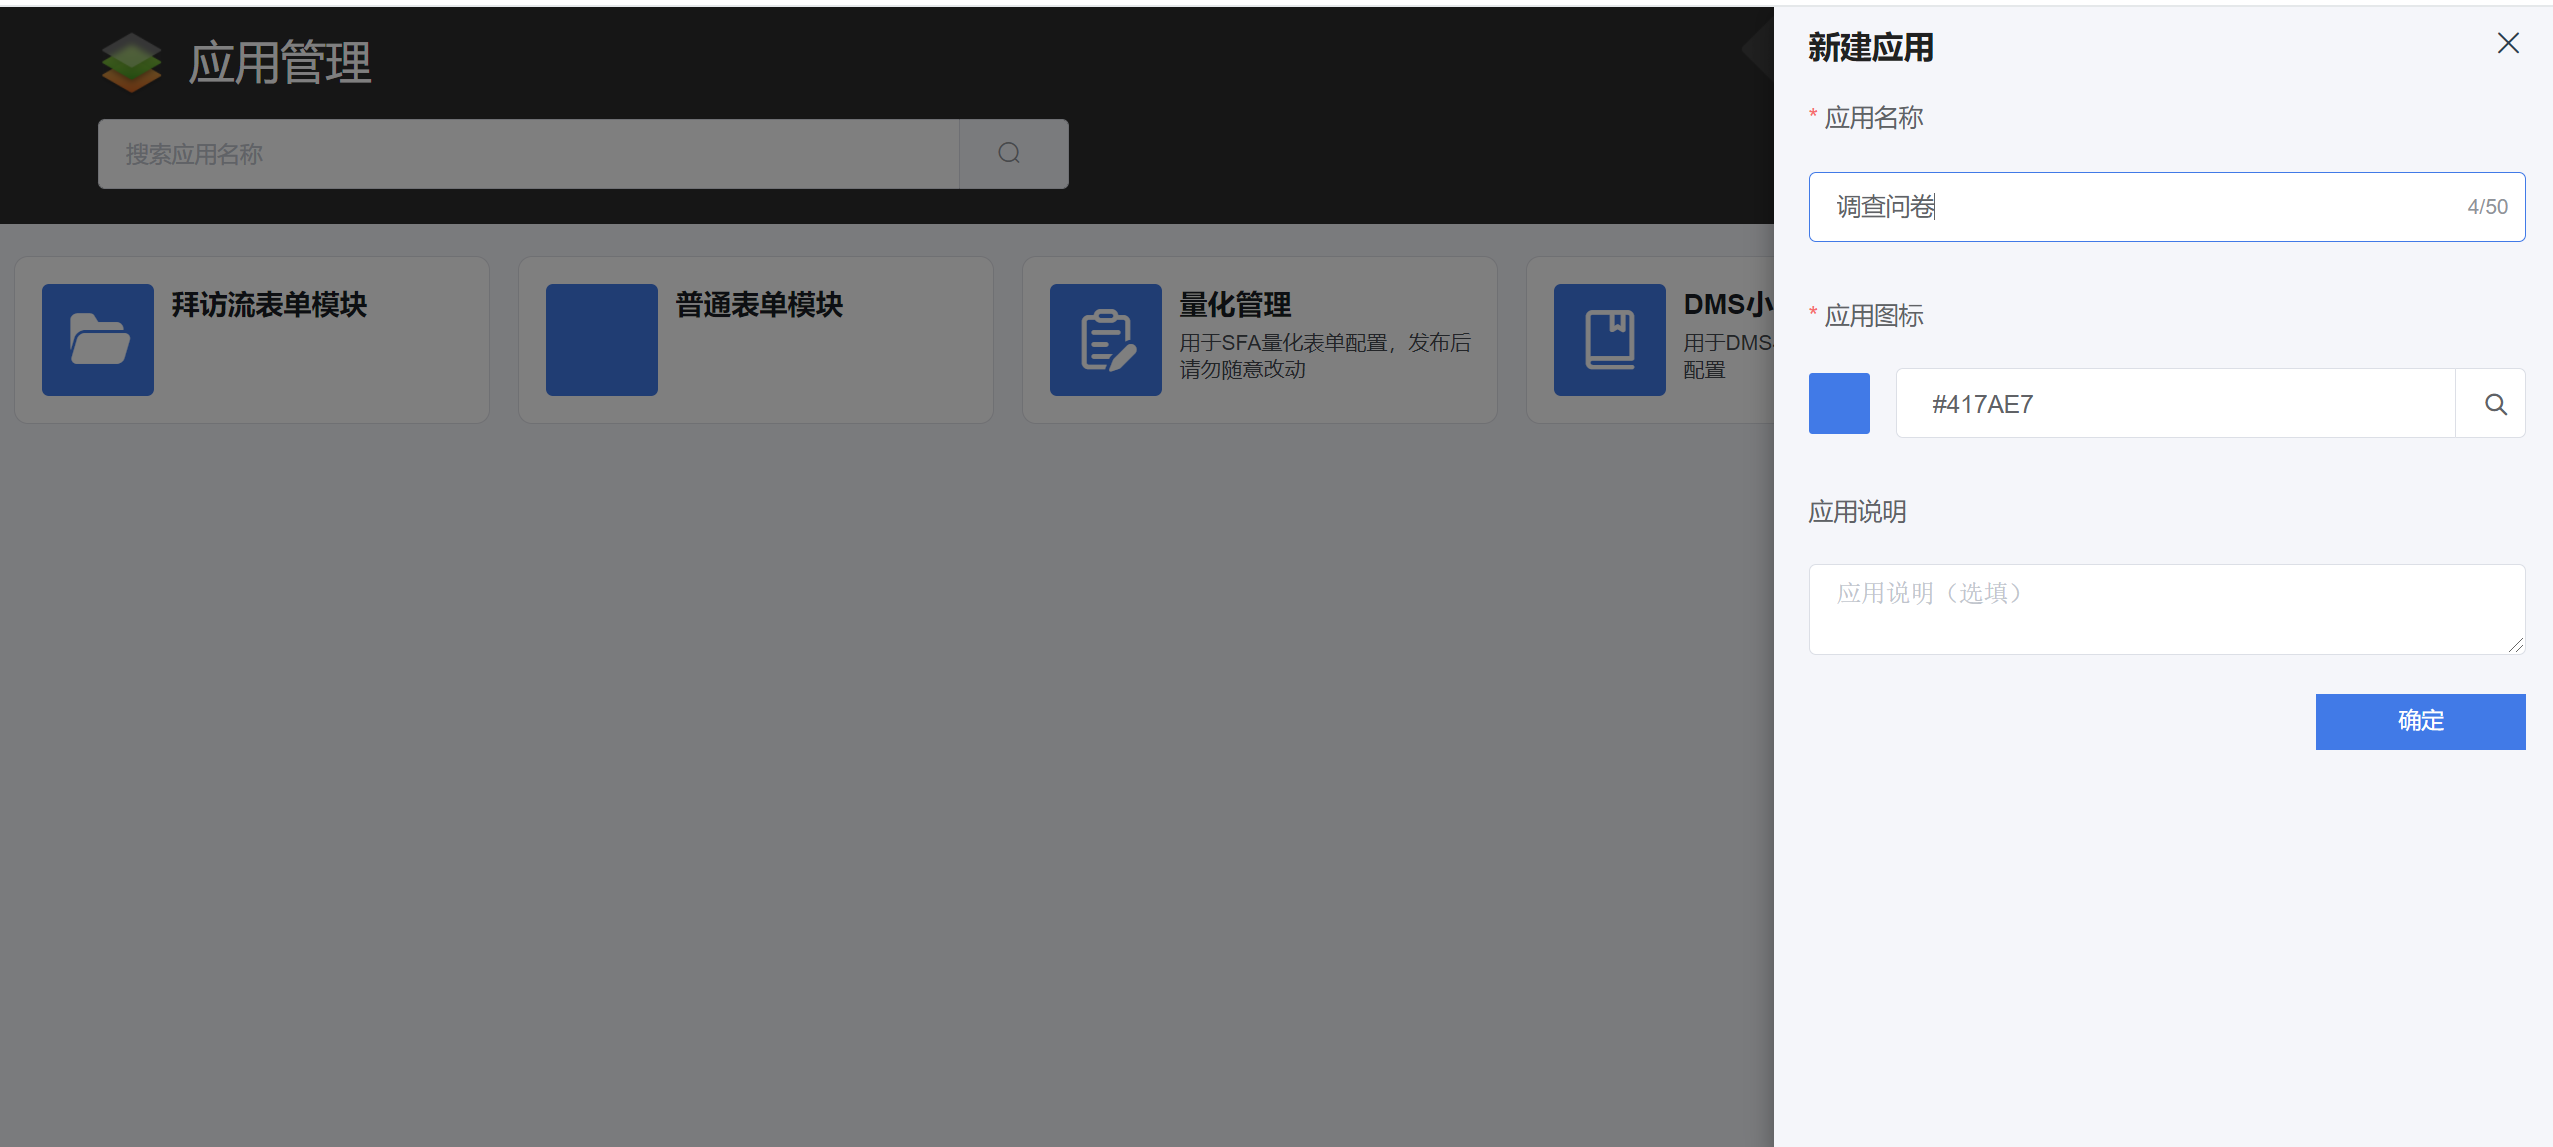 应用管理
搜索应用名称
拜访流表单模块
普通表单模块
量化管理
用于SFA量化表单配置，发布后
请勿随意改动
DMS小
用于DMS
配置
新建应用
* 应用名称
调查问卷
4/50
* 应用图标
#417AE7
应用说明
应用说明（选填）
确定